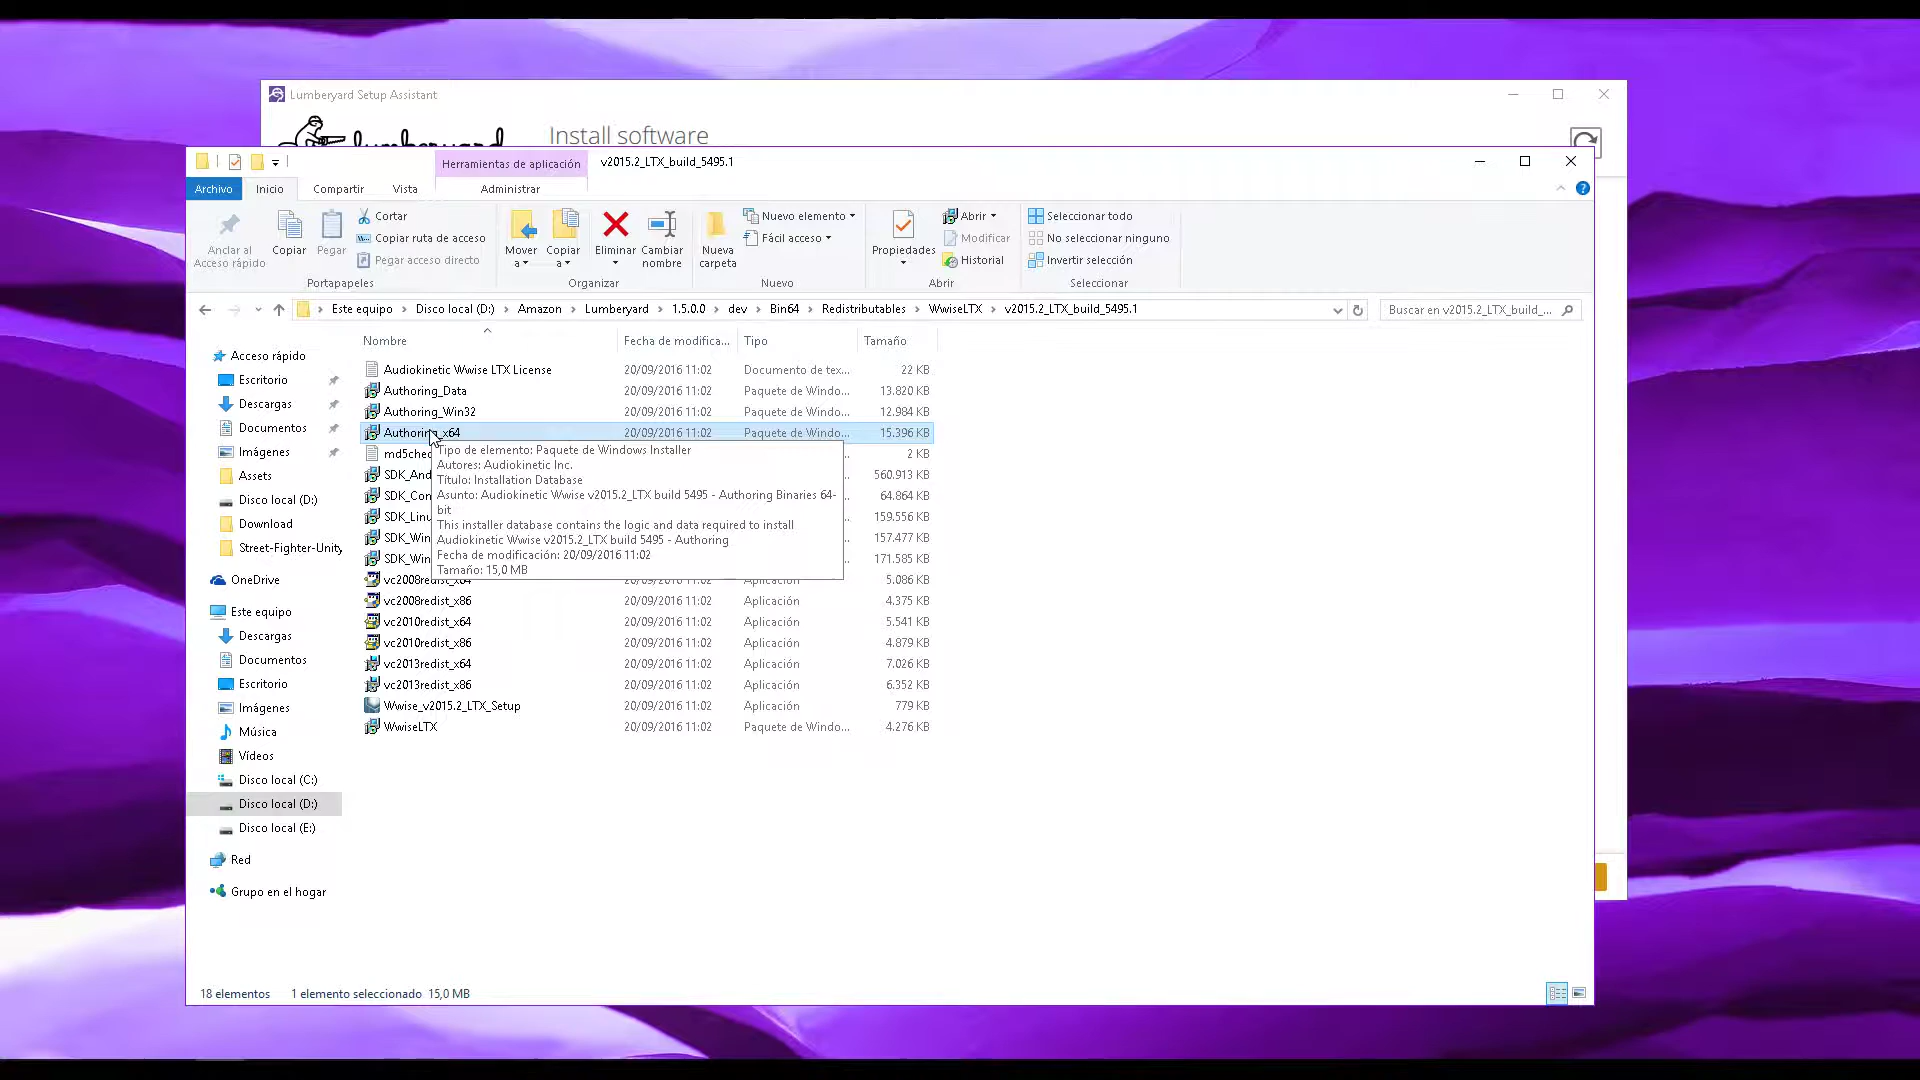 Lumberyard Setup Assistant
Install software
Herramientas de aplicación
v2015.2_LTX_build_5495.1
Archivo
Inicio
Compartir
Vista
Administrar
Anclar al
Acceso rápido
Copiar
Pegar
Cortar
Copiar ruta de acceso
Pegar acceso directo
Portapapeles
Mover
a
Copiar
a
Eliminar
Cambiar
nombre
Organizar
Nueva
carpeta
Nuevo elemento
Fácil acceso
Nuevo
Propiedades
Abrir
Modificar
Historial
Abrir
Seleccionar todo
No seleccionar ninguno
Invertir selección
Seleccionar
Este equipo > Disco local (D:) > Amazon > Lumberyard > 1.5.0.0 > dev > Bin64 > Redistributables > WwiseLTX > v2015.2_LTX_build_5495.1
Buscar en v2015.2_LTX_build_...
Acceso rápido
Escritorio
Descargas
Documentos
Imágenes
Assets
Disco local (D:)
Download
Street-Fighter-Unity
OneDrive
Este equipo
Descargas
Documentos
Escritorio
Imágenes
Música
Vídeos
Disco local (C:)
Disco local (D:)
Disco local (E:)
Red
Grupo en el hogar
Nombre Fecha de modifica... Tipo Tamaño
Audiokinetic Wwise LTX License 20/09/2016 11:02 Documento de tex... 22 KB
Authoring_Data 20/09/2016 11:02 Paquete de Windo... 13.820 KB
Authoring_Win32 20/09/2016 11:02 Paquete de Windo... 12.984 KB
Authoring_x64 20/09/2016 11:02 Paquete de Windo... 15.396 KB
md5chec 2 KB
SDK_And 560.913 KB
SDK_Con 64.864 KB
SDK_Linu 159.556 KB
SDK_Win 157.477 KB
SDK_Win 171.585 KB
Tipo de elemento: Paquete de Windows Installer
Autores: Audiokinetic Inc.
Título: Installation Database
Asunto: Audiokinetic Wwise v2015.2_LTX build 5495 - Authoring Binaries 64-
bit
This installer database contains the logic and data required to install
Audiokinetic Wwise v2015.2_LTX build 5495 - Authoring
Fecha de modificación: 20/09/2016 11:02
Tamaño: 15,0 MB
vc2008redist_x64 20/09/2016 11:02 Aplicación 5.086 KB
vc2008redist_x86 20/09/2016 11:02 Aplicación 4.375 KB
vc2010redist_x64 20/09/2016 11:02 Aplicación 5.541 KB
vc2010redist_x86 20/09/2016 11:02 Aplicación 4.879 KB
vc2013redist_x64 20/09/2016 11:02 Aplicación 7.026 KB
vc2013redist_x86 20/09/2016 11:02 Aplicación 6.352 KB
Wwise_v2015.2_LTX_Setup 20/09/2016 11:02 Aplicación 779 KB
WwiseLTX 20/09/2016 11:02 Paquete de Windo... 4.276 KB
18 elementos 1 elemento seleccionado 15,0 MB